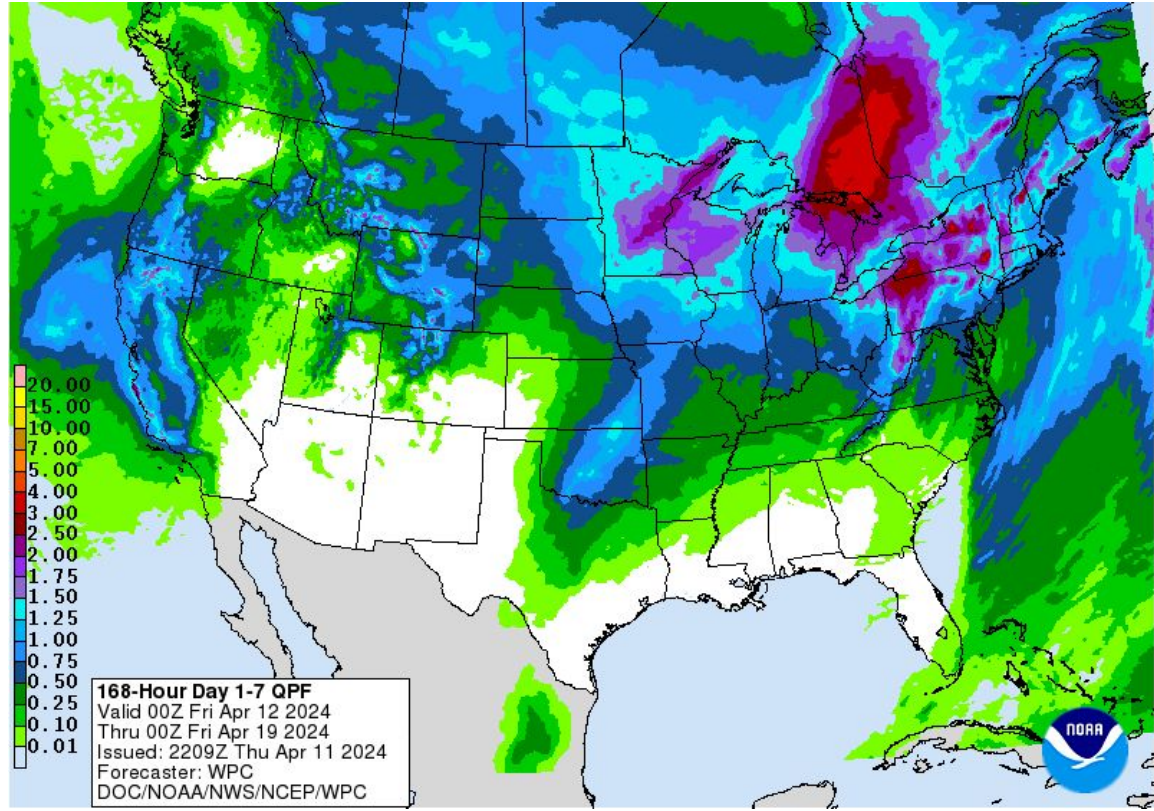 20.00
15.00
10.00
7.00
5.00
4.00
3.00
2.50
2.00
1.75
1.50
1.25
1.00
0.75
0.50
0.25
0.10
0.01
168-Hour Day 1-7 QPF
Valid 00Z Fri Apr 12 2024
Thru 00Z Fri Apr 19 2024
Issued: 2209Z Thu Apr 11 2024
Forecaster: WPC
DOC/NOAA/NWS/NCEP/WPC
NOAA